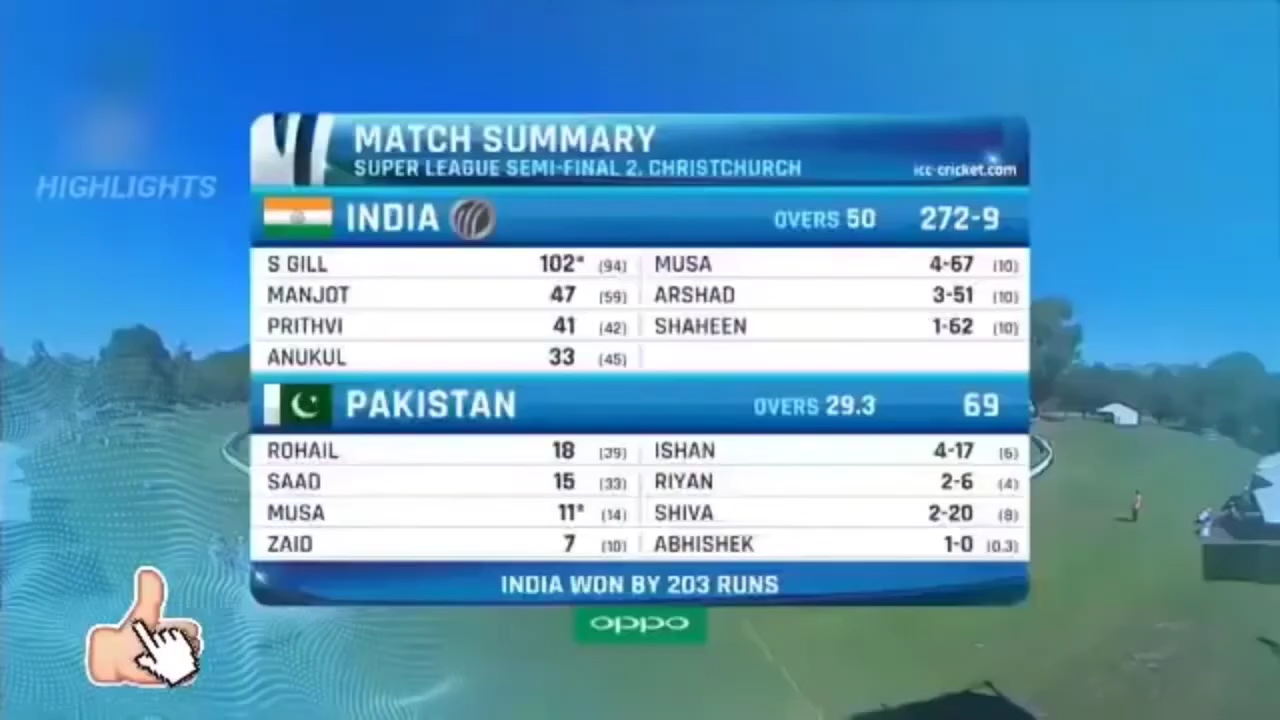 MATCH SUMMARY
SUPER LEAGUE SEMI-FINAL 2, CHRISTCHURCH
icc-cricket.com
HIGHLIGHTS
INDIA OVERS 50 272-9
S GILL 102* (94) MUSA 4-67 (10)
MANJOT 47 (59) ARSHAD 3-51 (10)
PRITHVI 41 (42) SHAHEEN 1-62 (10)
ANUKUL 33 (45)
PAKISTAN OVERS 29.3 69
ROHAIL 18 (39) ISHAN 4-17 (6)
SAAD 15 (33) RIYAN 2-6 (4)
MUSA 11* (14) SHIVA 2-20 (8)
ZAID 7 (10) ABHISHEK 1-0 (0.3)
INDIA WON BY 203 RUNS
oppo